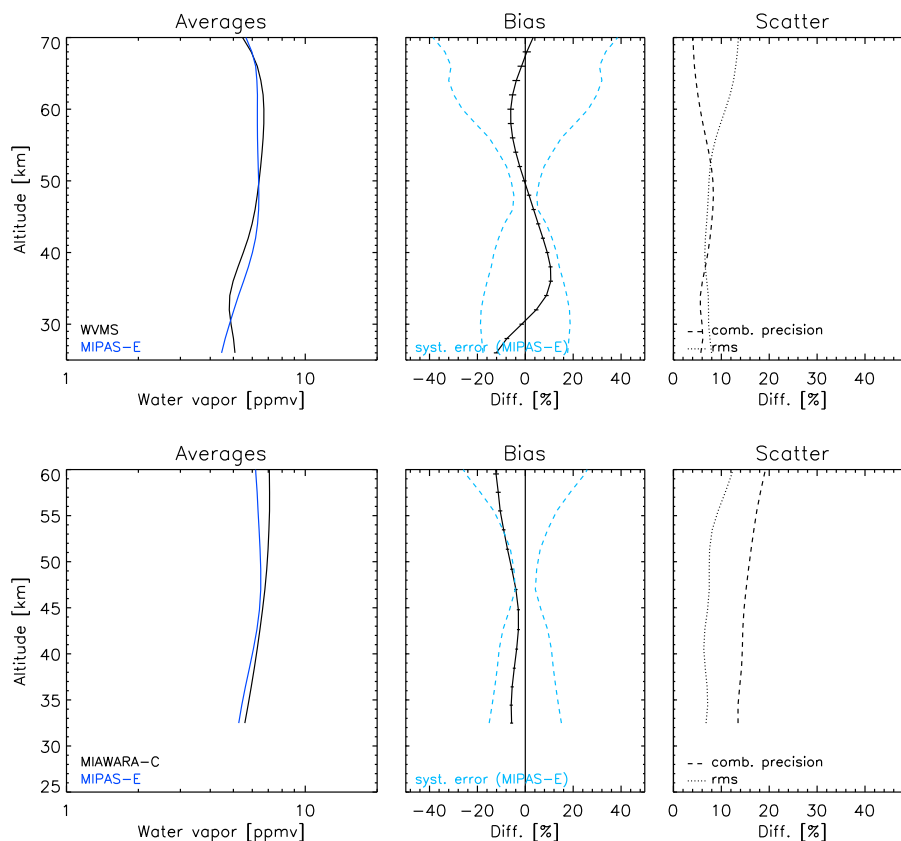 Averages
Bias
Scatter
70
60
50
40
30
Altitude [km]
WVMS
MIPAS-E
1
10
Water vapor [ppmv]
syst. error (MIPAS-E)
-40
-20
0
20
40
Diff. [%]
comb. precision
rms
0
10
20
30
40
Diff. [%]
Averages
Bias
Scatter
60
55
50
45
40
35
30
25
Altitude [km]
MIAWARA-C
MIPAS-E
1
10
Water vapor [ppmv]
syst. error (MIPAS-E)
-40
-20
0
20
40
Diff. [%]
comb. precision
rms
0
10
20
30
40
Diff. [%]